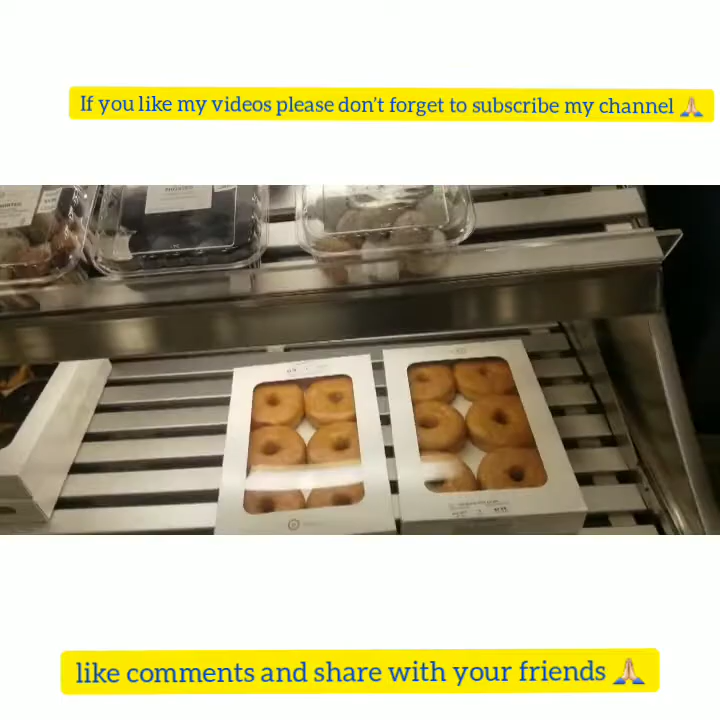 If you like my videos please don't forget to subscribe my channel 🙏
like comments and share with your friends 🙏